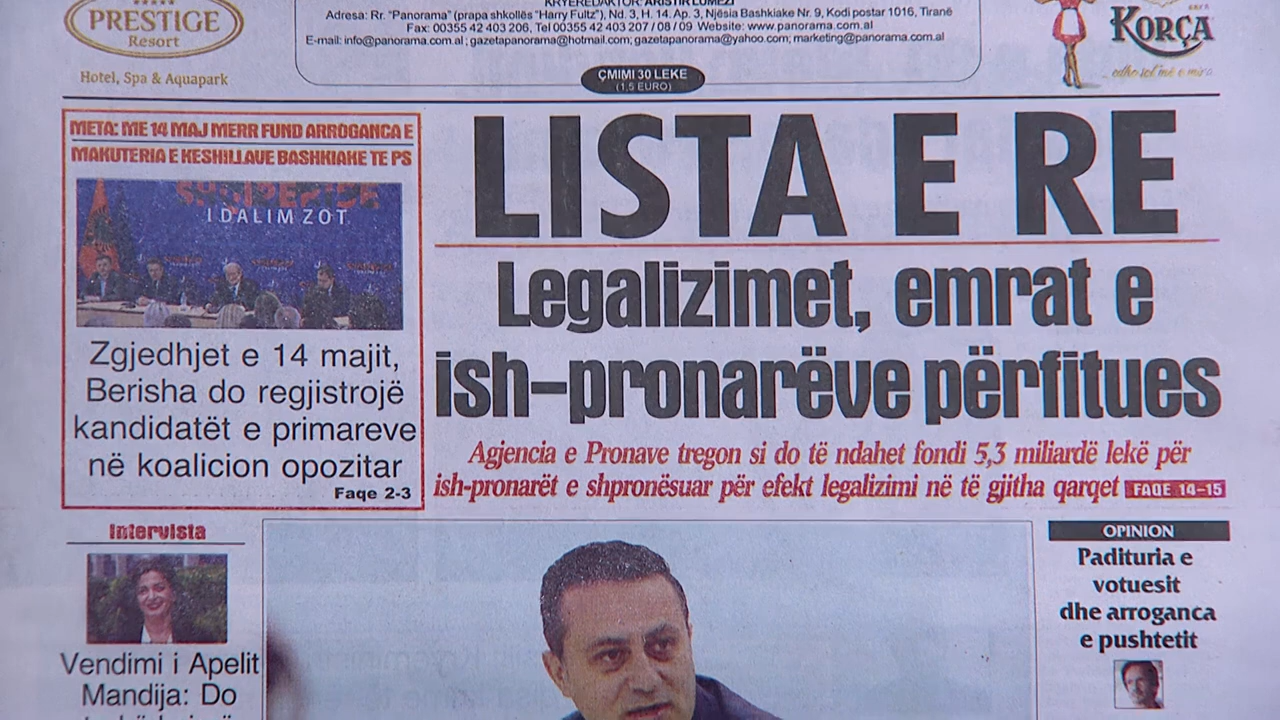 PRESTIGE
Resort
Hotel, Spa & Aquapark
KRYEREDAKTOR: ARISTIR LUMEZI
Adresa: Rr. "Panorama" (prapa shkollës "Harry Fultz"), Nd. 3, H. 14. Ap. 3, Njësia Bashkiake Nr. 9, Kodi postar 1016, Tiranë
Fax: 00355 42 403 206, Tel 00355 42 403 207 / 08 / 09 Website: www.panorama.com.al
E-mail: info@panorama.com.al; gazetapanorama@hotmail.com; gazetapanorama@yahoo.com; marketing@panorama.com.al
ÇMIMI 30 LEKE
(1,5 EURO)
KORÇA
META: ME 14 MAJ MERR FUND ARROGANCA E
MAKUTERIA E KESHILLAVE BASHKIAKE TE PS
SHQIPERISE
I DALIM ZOT
Zgjedhjet e 14 majit,
Berisha do regjistrojë
kandidatët e primareve
në koalicion opozitar
Faqe 2-3
LISTA E RE
Legalizimet, emrat e
ish-pronarëve përfitues
Agjencia e Pronave tregon si do të ndahet fondi 5,3 miliardë lekë për
ish-pronarët e shpronësuar për efekt legalizimi në të gjitha qarqet FAQE 14-15
Intervista
Vendimi i Apelit
Mandija: Do
OPINION
Padituria e
votuesit
dhe arroganca
e pushtetit